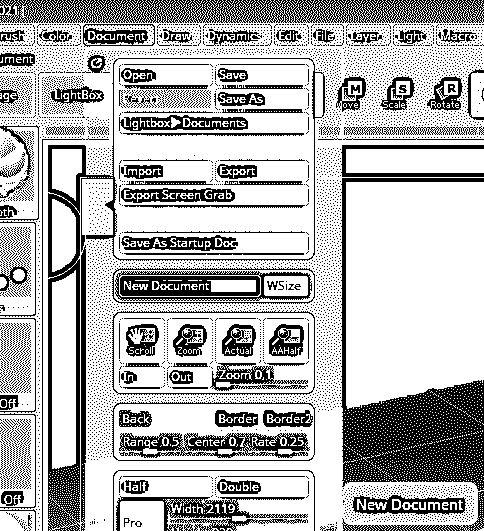 2021.1
rush Color Document Draw Dynamics Edit File Layer Light Macro
ument
age LightBox
Open Save
Save As
Lightbox▶Documents
Import Export
Export Screen Grab
Save As Startup Doc
New Document WSize
Scroll Zoom Actual AAHalf
In Out Zoom 0.1
Back Border Border2
Range 0.5 Center 0.7 Rate 0.25
Half Double
Pro Width 2119
Move Scale Rotate
M S R
oth
a
Off
Off
New Document